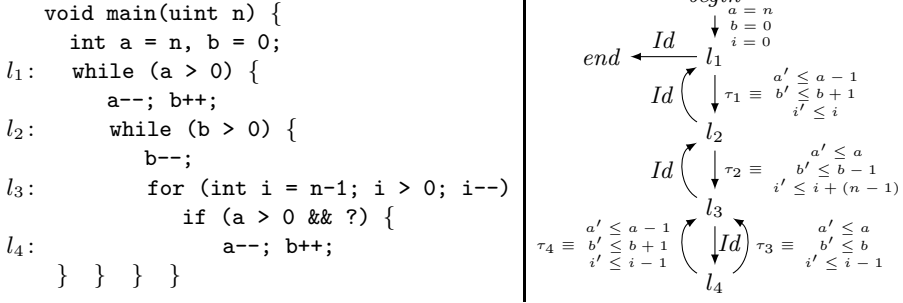 void main(uint n) {
int a = n, b = 0;
l₁: while (a > 0) {
a--; b++;
l₂: while (b > 0) {
b--;
l₃: for (int i = n-1; i > 0; i--)
if (a > 0 && ?) {
l₄: a--; b++;
} } } }
begin
a = n
b = 0
i = 0
end Id l₁
Id τ₁ ≡ a′ ≤ a − 1
b′ ≤ b + 1
i′ ≤ i
l₂
Id τ₂ ≡ a′ ≤ a
b′ ≤ b − 1
i′ ≤ i + (n − 1)
l₃
τ₄ ≡ a′ ≤ a − 1
b′ ≤ b + 1
i′ ≤ i − 1
Id τ₃ ≡ a′ ≤ a
b′ ≤ b
i′ ≤ i − 1
l₄